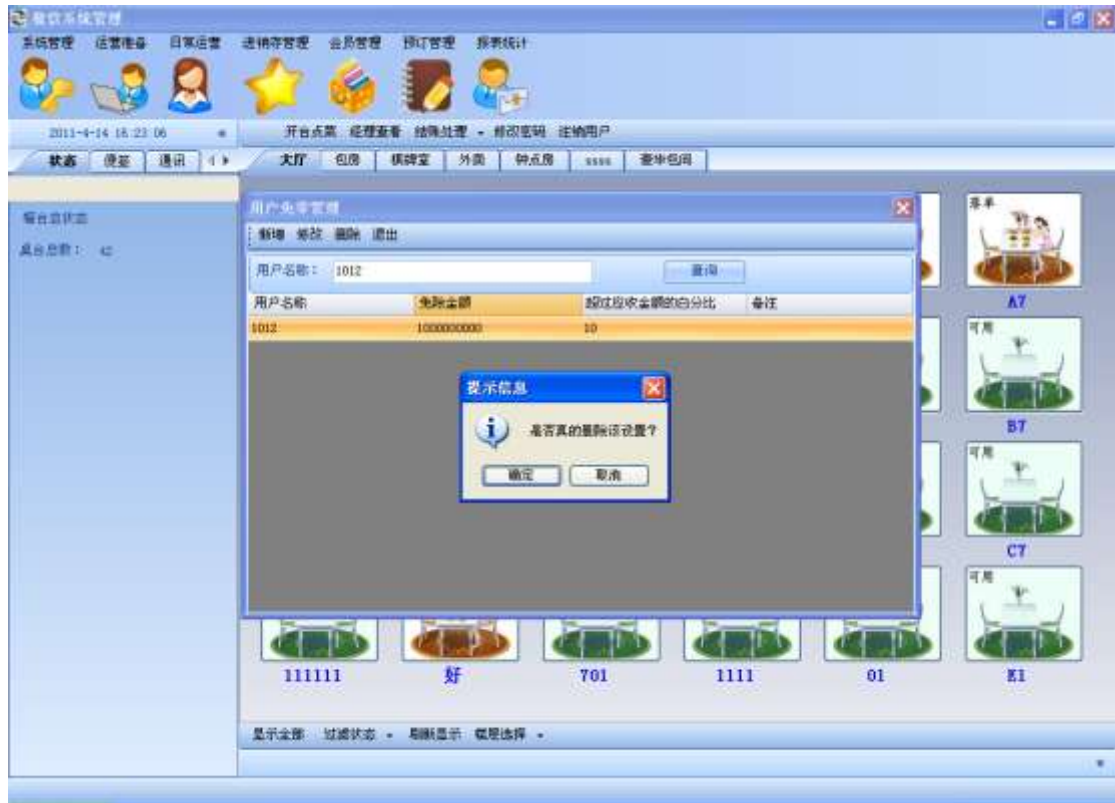 系统管理 运营准备 日常运营 进销存管理 会员管理 预订管理 报表统计
2011-4-14 16:23:06
开台点菜 经理查看 结账处理 修改密码 注销用户
状态 便签 通讯
大厅 包房 棋牌室 外卖 钟点房 ssss 豪华包间
餐台总状态
桌台总数: 42
用户免零管理
新增 修改 删除 退出
用户名称: 1012 查询
用户名称 免除金额 超过应收金额的百分比 备注
1012 1000000000 10
提示信息
是否真的删除该设置?
确定 取消
落单
A7
可用
B7
可用
C7
可用
111111 好 701 1111 01 E1
显示全部 过滤状态 刷新显示 楼层选择